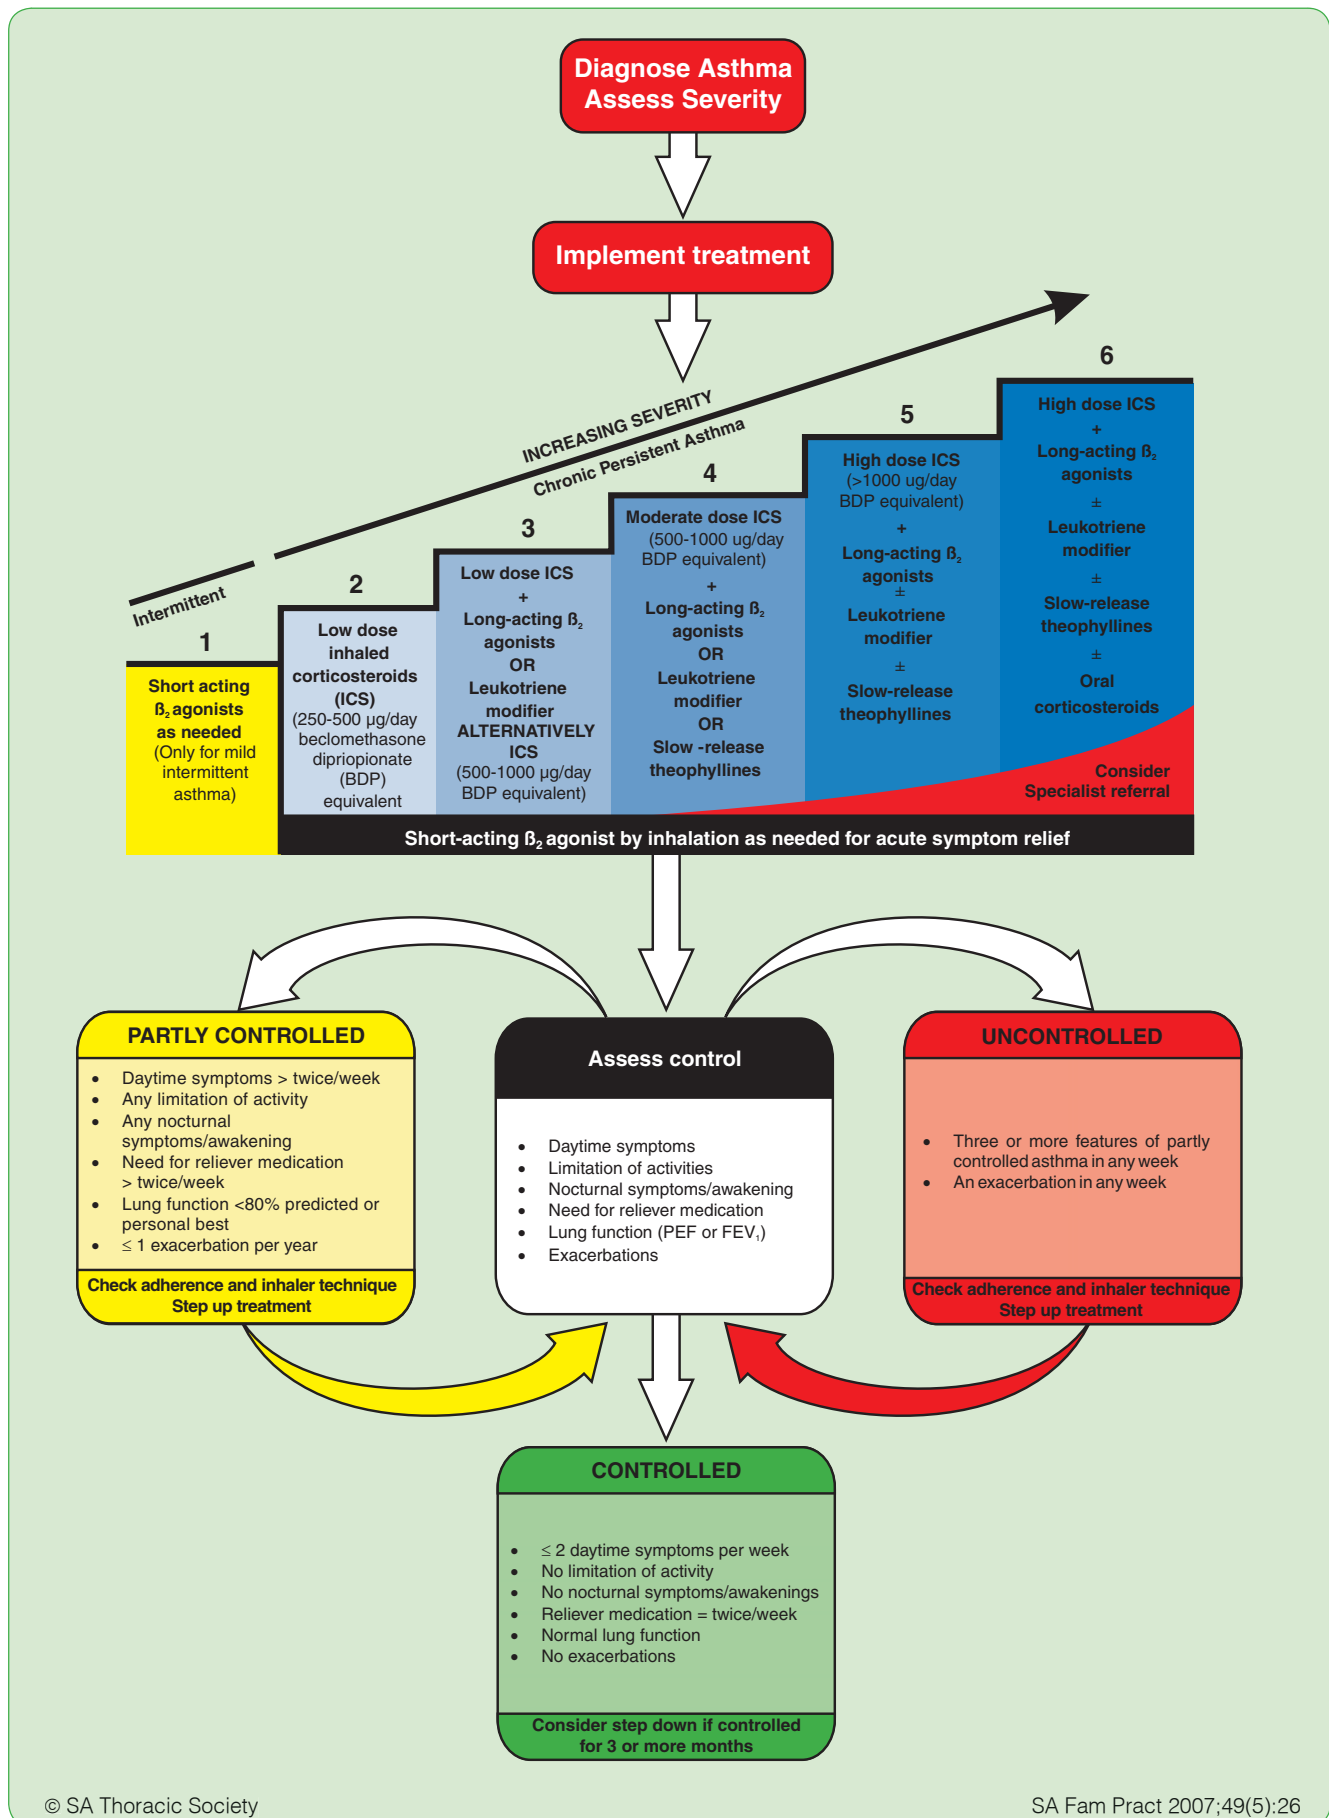 Diagnose Asthma
Assess Severity
Implement treatment
INCREASING SEVERITY
Chronic Persistent Asthma
Intermittent
1
Short acting
ß₂ agonists
as needed
(Only for mild
intermittent
asthma)
2
Low dose
inhaled
corticosteroids
(ICS)
(250-500 µg/day
beclomethasone
dipriopionate
(BDP)
equivalent
3
Low dose ICS
+
Long-acting ß₂
agonists
OR
Leukotriene
modifier
ALTERNATIVELY
ICS
(500-1000 µg/day
BDP equivalent)
4
Moderate dose ICS
(500-1000 ug/day
BDP equivalent)
+
Long-acting ß₂
agonists
OR
Leukotriene
modifier
OR
Slow -release
theophyllines
5
High dose ICS
(>1000 ug/day
BDP equivalent)
+
Long-acting ß₂
agonists
±
Leukotriene
modifier
±
Slow-release
theophyllines
6
High dose ICS
+
Long-acting ß₂
agonists
±
Leukotriene
modifier
±
Slow-release
theophyllines
±
Oral
corticosteroids
Consider
Specialist referral
Short-acting ß₂ agonist by inhalation as needed for acute symptom relief
PARTLY CONTROLLED
• Daytime symptoms > twice/week
• Any limitation of activity
• Any nocturnal
symptoms/awakening
• Need for reliever medication
> twice/week
• Lung function <80% predicted or
personal best
• ≤ 1 exacerbation per year
Check adherence and inhaler technique
Step up treatment
Assess control
• Daytime symptoms
• Limitation of activities
• Nocturnal symptoms/awakening
• Need for reliever medication
• Lung function (PEF or FEV₁)
• Exacerbations
UNCONTROLLED
• Three or more features of partly
controlled asthma in any week
• An exacerbation in any week
Check adherence and inhaler technique
Step up treatment
CONTROLLED
• ≤ 2 daytime symptoms per week
• No limitation of activity
• No nocturnal symptoms/awakenings
• Reliever medication = twice/week
• Normal lung function
• No exacerbations
Consider step down if controlled
for 3 or more months
© SA Thoracic Society
SA Fam Pract 2007;49(5):26